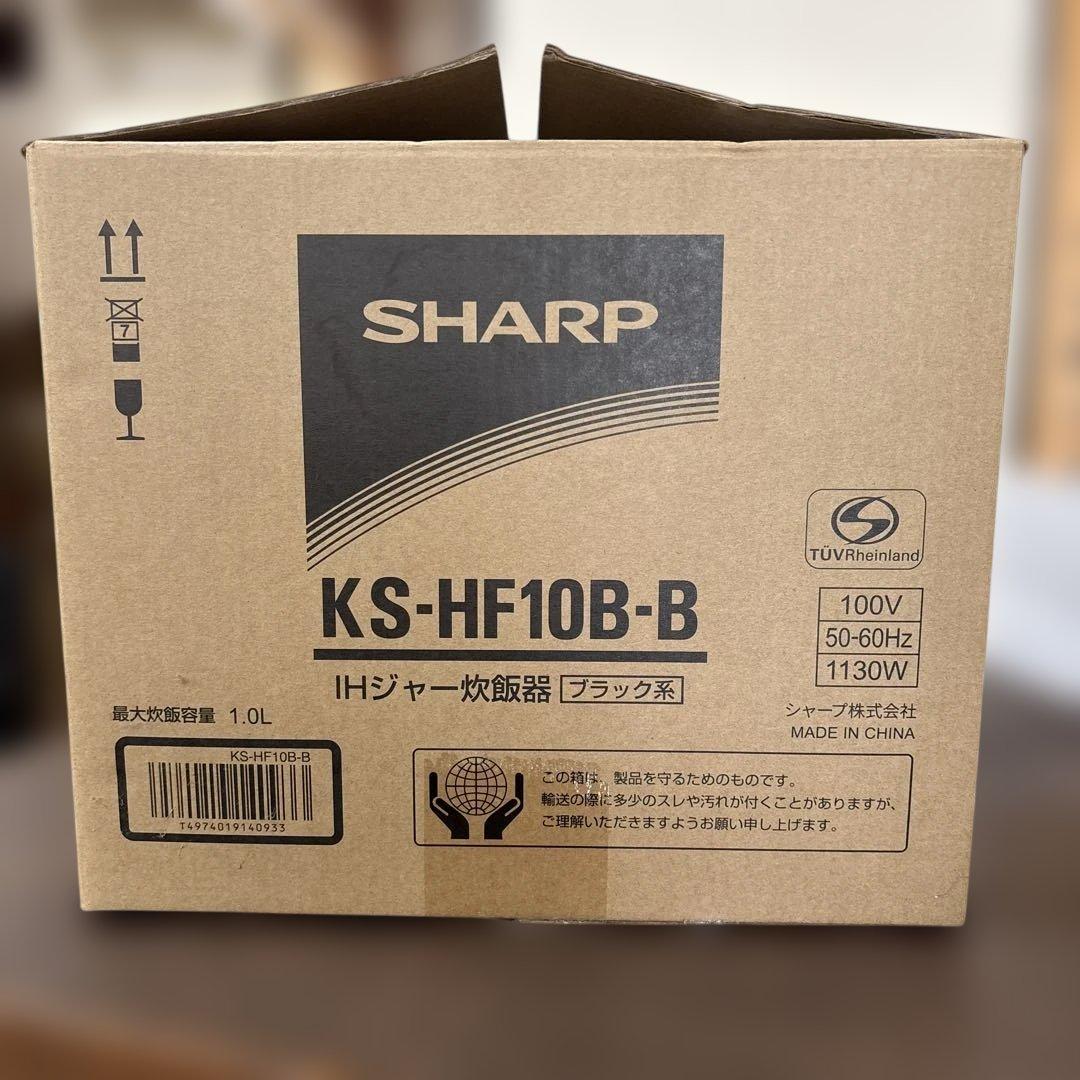 7
SHARP
TÜVRheinland
KS-HF10B-B
100V
50-60Hz
1130W
IHジャー炊飯器 ブラック系
最大炊飯容量 1.0L
シャープ株式会社
MADE IN CHINA
KS-HF10B-B
T4974019140933
この箱は、製品を守るためのものです。
輸送の際に多少のスレや汚れが付くことがありますが、
ご理解いただきますようお願い申し上げます。